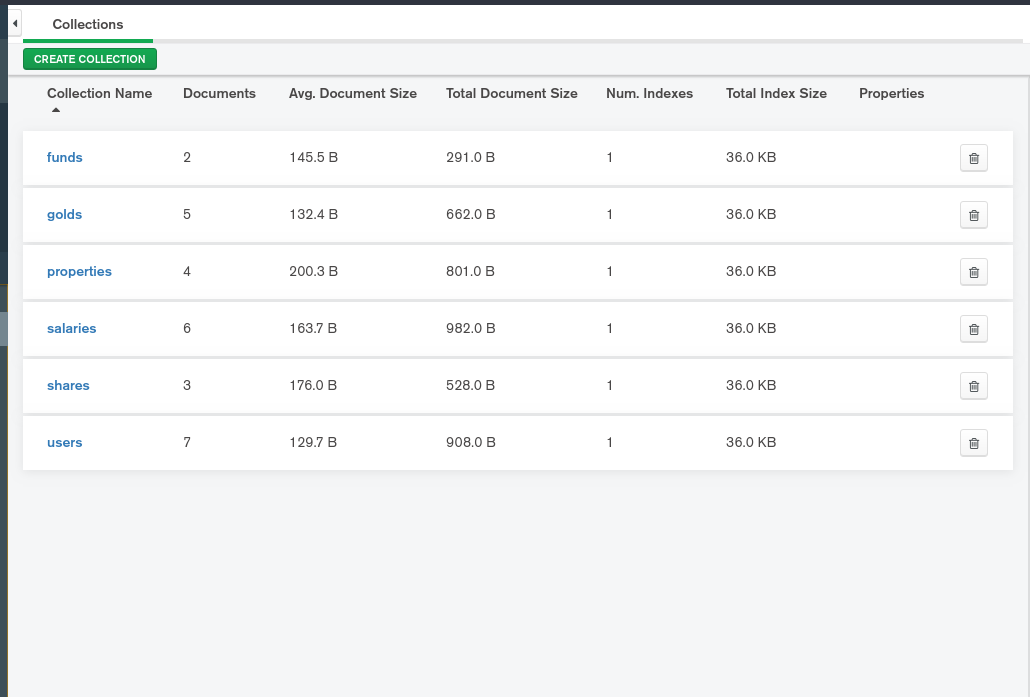 Collections
CREATE COLLECTION
Collection Name Documents Avg. Document Size Total Document Size Num. Indexes Total Index Size Properties
funds 2 145.5 B 291.0 B 1 36.0 KB
golds 5 132.4 B 662.0 B 1 36.0 KB
properties 4 200.3 B 801.0 B 1 36.0 KB
salaries 6 163.7 B 982.0 B 1 36.0 KB
shares 3 176.0 B 528.0 B 1 36.0 KB
users 7 129.7 B 908.0 B 1 36.0 KB